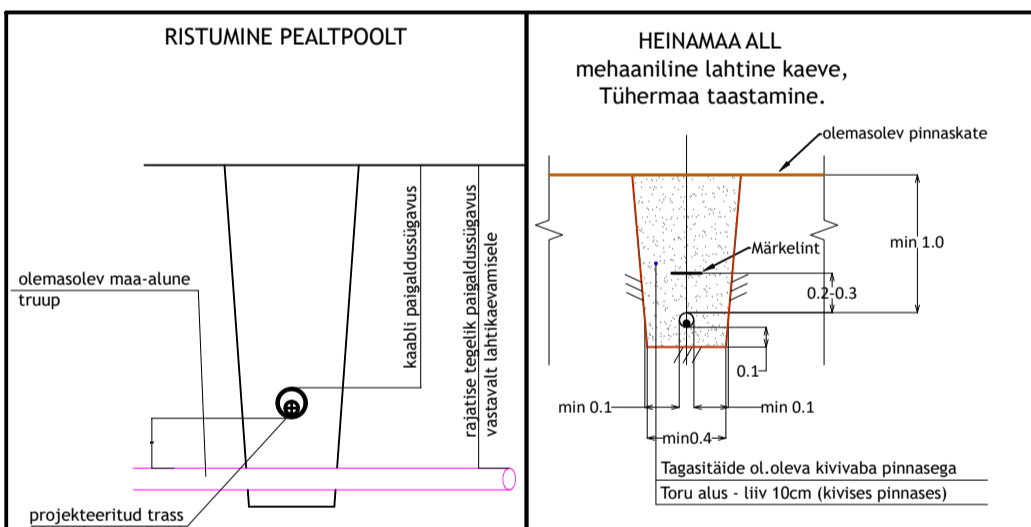 RISTUMINE PEALTPOOLT
olemasolev maa-alune
truup
kaabli paigaldussügavus
rajatise tegelik paigaldussügavus
vastavalt lahtikaevamisele
projekteeritud trass
HEINAMAA ALL
mehaaniline lahtine kaeve,
Tühermaa taastamine.
olemasolev pinnaskate
min 1.0
Märkelint
0.2-0.3
0.1
min 0.1
min 0.1
min0.4
Tagasitäide ol.oleva kivivaba pinnasega
Toru alus - liiv 10cm (kivises pinnases)